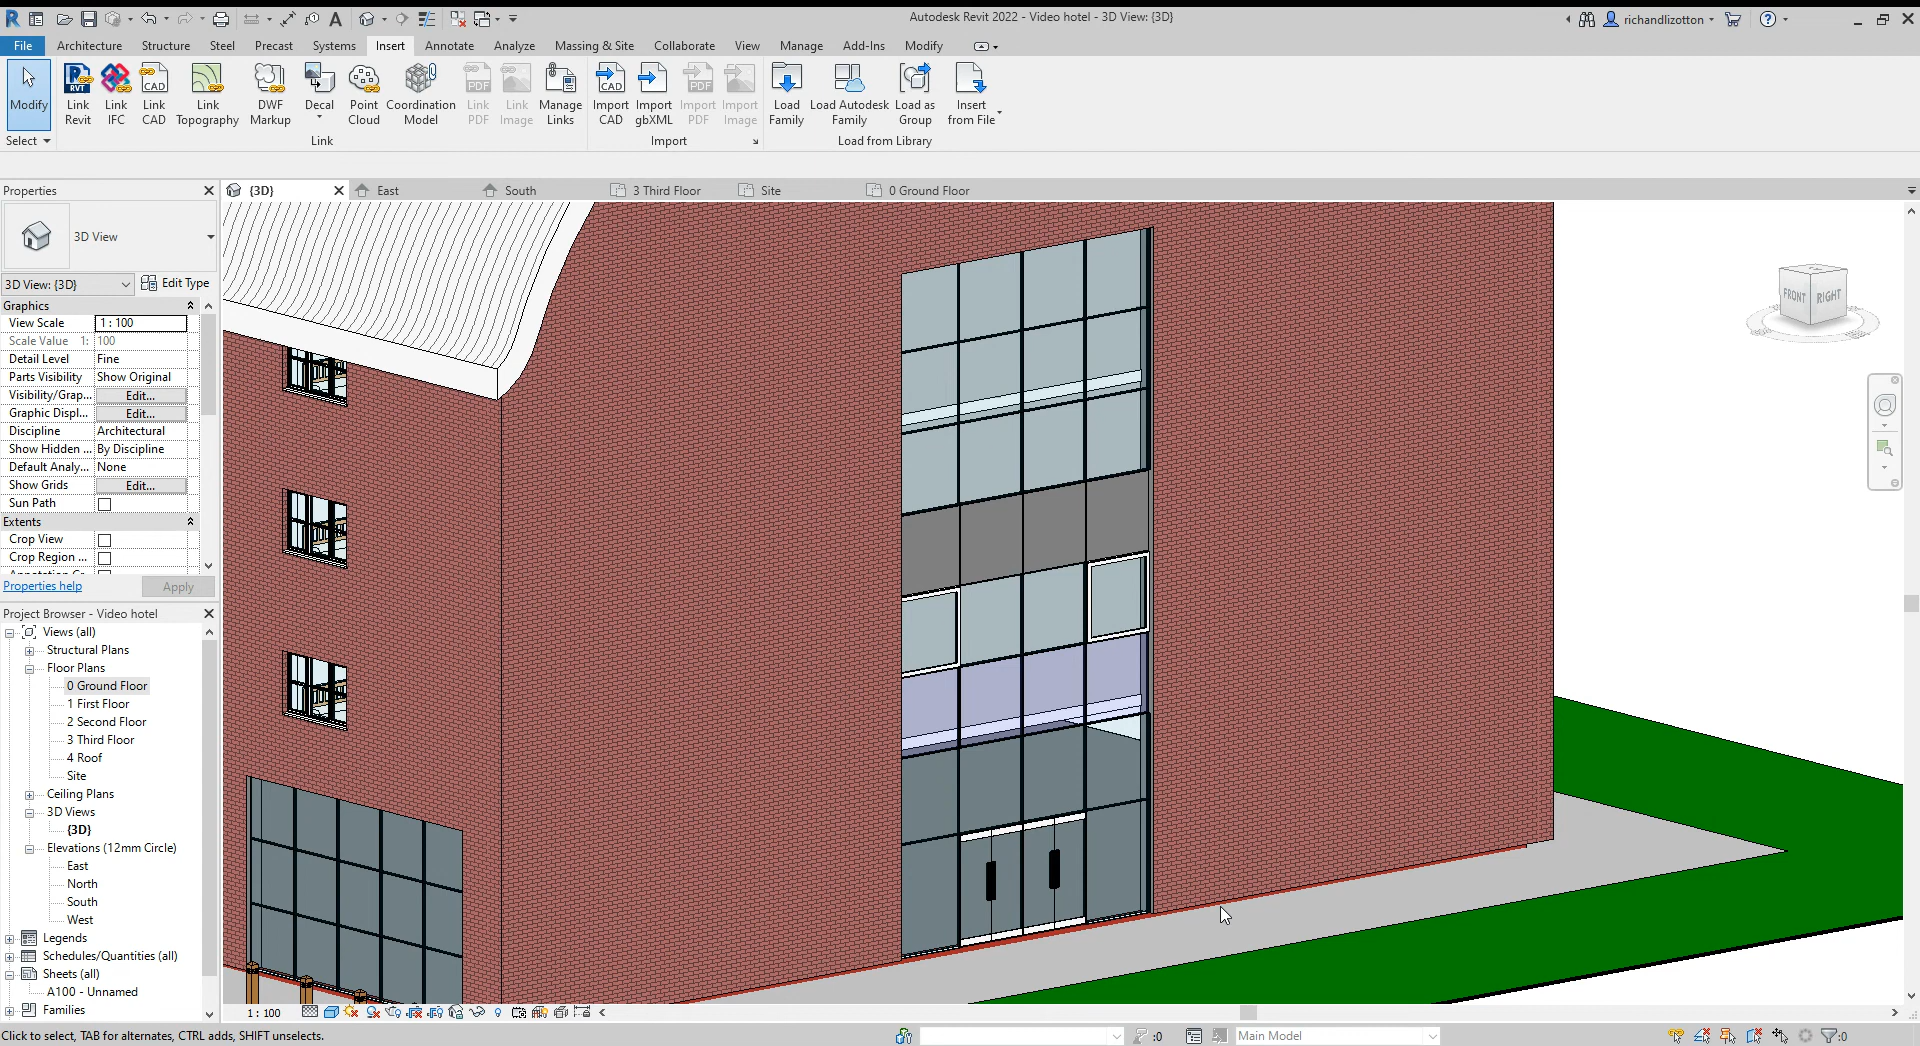 Autodesk Revit 2022 - Video hotel - 3D View: {3D}
richandlizotton
File Architecture Structure Steel Precast Systems Insert Annotate Analyze Massing & Site Collaborate View Manage Add-Ins Modify
Modify
Link Revit
Link IFC
Link CAD
Link Topography
DWF Markup
Decal
Point Cloud
Coordination Model
Link PDF
Link Image
Manage Links
Import CAD
Import gbXML
Import PDF
Import Image
Load Family
Load Autodesk Family
Load as Group
Insert from File
Select
Link
Import
Load from Library
Properties
{3D}
East
South
3 Third Floor
Site
0 Ground Floor
3D View
3D View: {3D}
Edit Type
Graphics
View Scale 1 : 100
Scale Value 1: 100
Detail Level Fine
Parts Visibility Show Original
Visibility/Grap... Edit...
Graphic Displ... Edit...
Discipline Architectural
Show Hidden ... By Discipline
Default Analy... None
Show Grids Edit...
Sun Path
Extents
Crop View
Crop Region ...
Properties help
Apply
Project Browser - Video hotel
Views (all)
Structural Plans
Floor Plans
0 Ground Floor
1 First Floor
2 Second Floor
3 Third Floor
4 Roof
Site
Ceiling Plans
3D Views
{3D}
Elevations (12mm Circle)
East
North
South
West
Legends
Schedules/Quantities (all)
Sheets (all)
A100 - Unnamed
Families
FRONT
RIGHT
1 : 100
Click to select, TAB for alternates, CTRL adds, SHIFT unselects.
:0
Main Model
:0